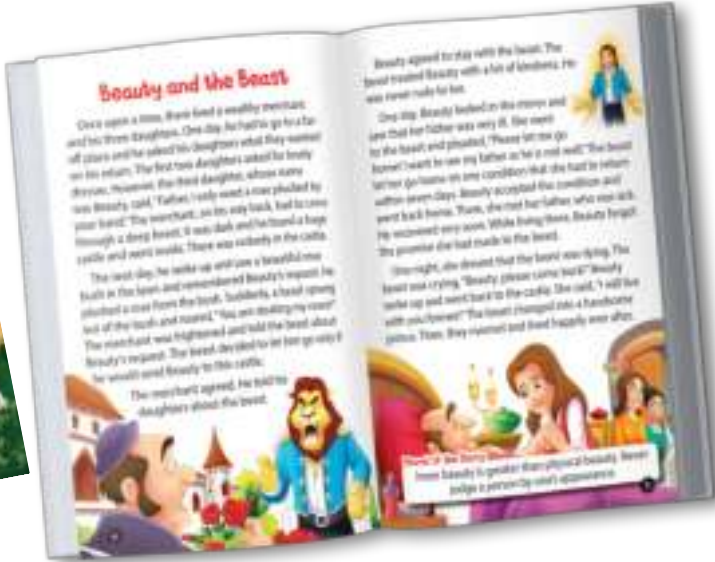 Beauty and the Beast
Once upon a time, there lived a wealthy merchant
and his three daughters. One day, he had to go to a far
off place and he asked his daughters what they wanted
on his return. The first two daughters asked for lovely
dresses. However, the third daughter, whose name
was Beauty, said, "Father, I only need a rose plucked by
your hand." The merchant, on his way back, had to cross
through a deep forest. It was dark and he found a huge
castle and went inside. There was nobody in the castle.
The next day, he woke up and saw a beautiful rose
bush in the lawn and remembered Beauty's request. He
plucked a rose from the bush. Suddenly, a beast sprang
out of the bush and roared, "You are stealing my roses!"
The merchant was frightened and told the beast about
Beauty's request. The beast decided to let him go only if
he would send Beauty to this castle.
The merchant agreed. He told his
daughters about the beast.
Beauty agreed to stay with the beast. The
beast treated Beauty with a lot of kindness. He
was never rude to her.
One day, Beauty looked in the mirror and
saw that her father was very ill. She went
to the beast and pleaded, "Please let me go
home! I want to see my father as he is not well." The beast
let her go home on one condition that she had to return
within seven days. Beauty accepted the condition and
went back home. There, she met her father who was sick.
He recovered very soon. While living there, Beauty forgot
the promise she had made to the beast.
One night, she dreamt that the beast was dying. The
beast was crying, "Beauty, please come back!" Beauty
woke up and went back to the castle. She said, "I will live
with you forever!" The beast changed into a handsome
prince. Then, they married and lived happily ever after.
Moral of the Story
Inner beauty is greater than physical beauty. Never
judge a person by one's appearance.